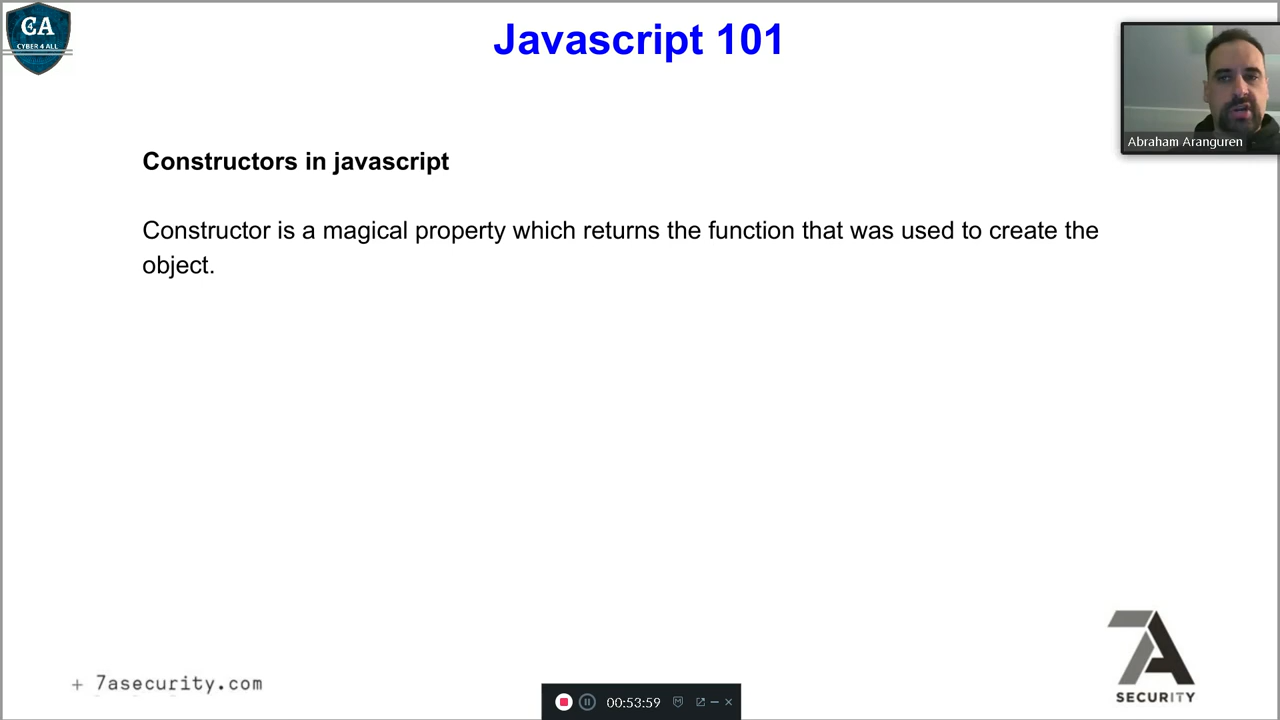 CA
CYBER 4 ALL
Javascript 101
Abraham Aranguren
Constructors in javascript
Constructor is a magical property which returns the function that was used to create the
object.
+ 7asecurity.com
00:53:59
7A
SECURITY